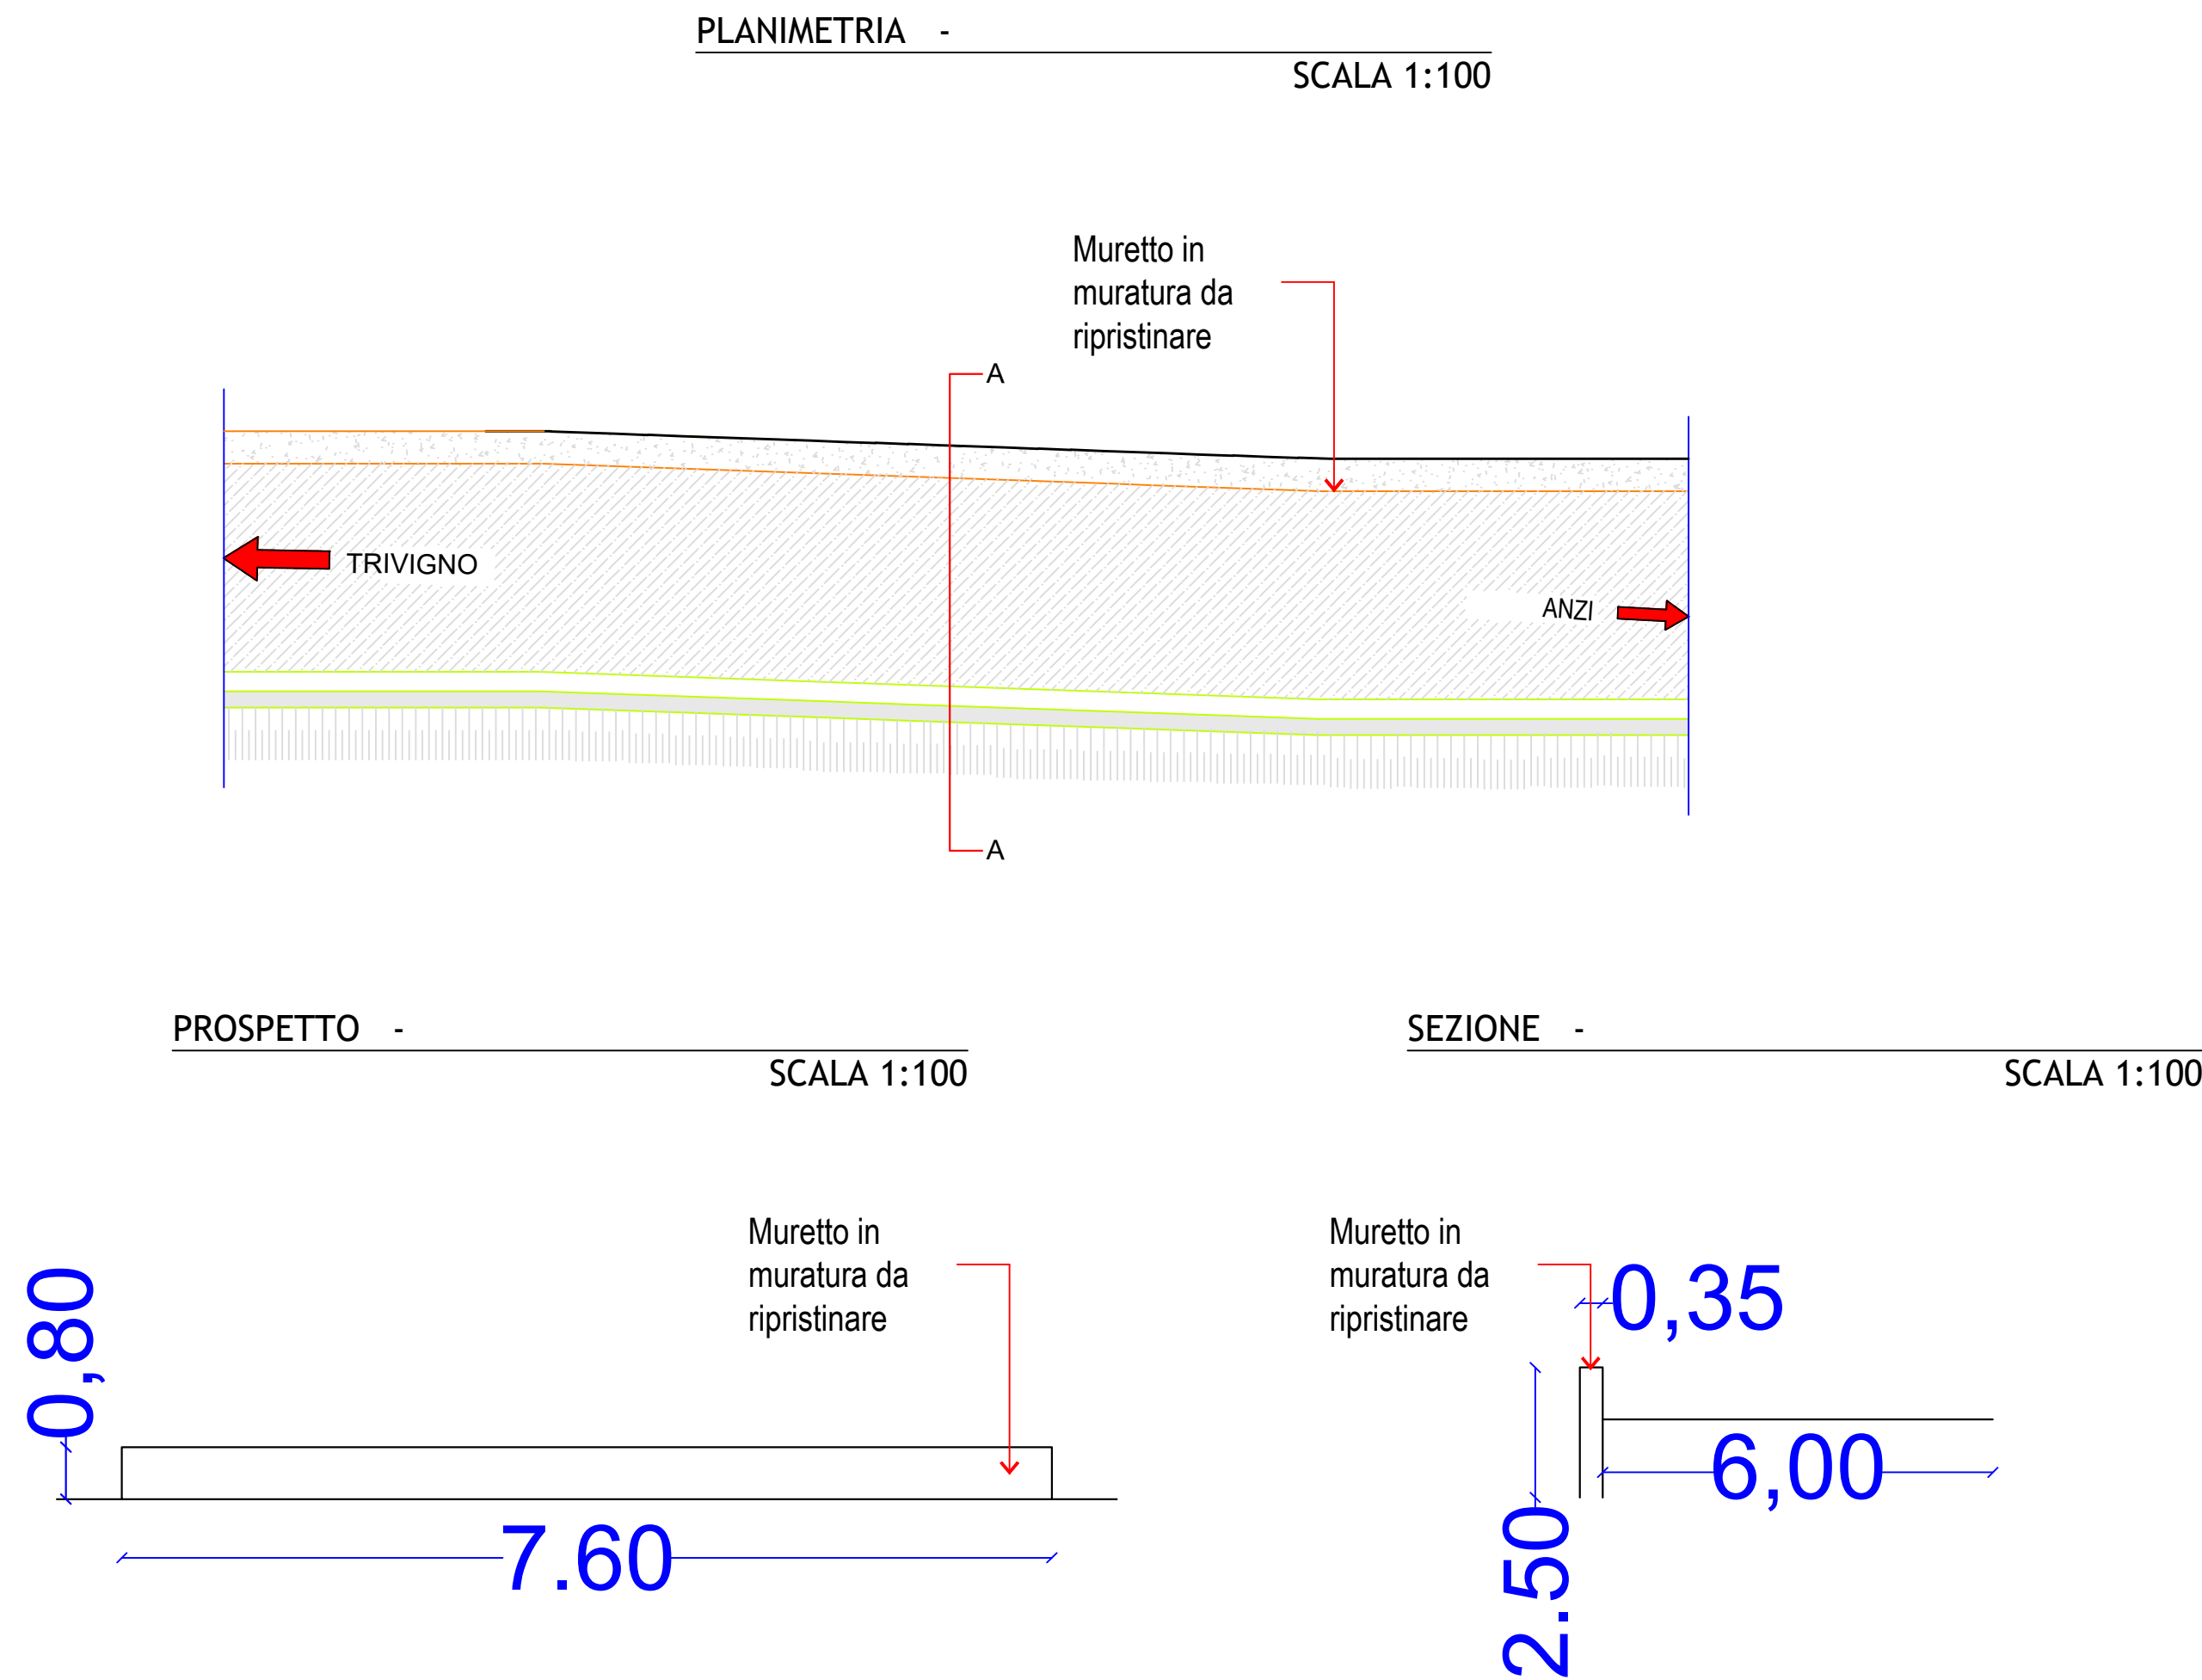 PLANIMETRIA -
SCALA 1:100
Muretto in
muratura da
ripristinare
A
TRIVIGNO
ANZI
A
PROSPETTO -
SCALA 1:100
SEZIONE -
SCALA 1:100
Muretto in
muratura da
ripristinare
0,80
7.60
Muretto in
muratura da
ripristinare
0,35
6,00
2.50